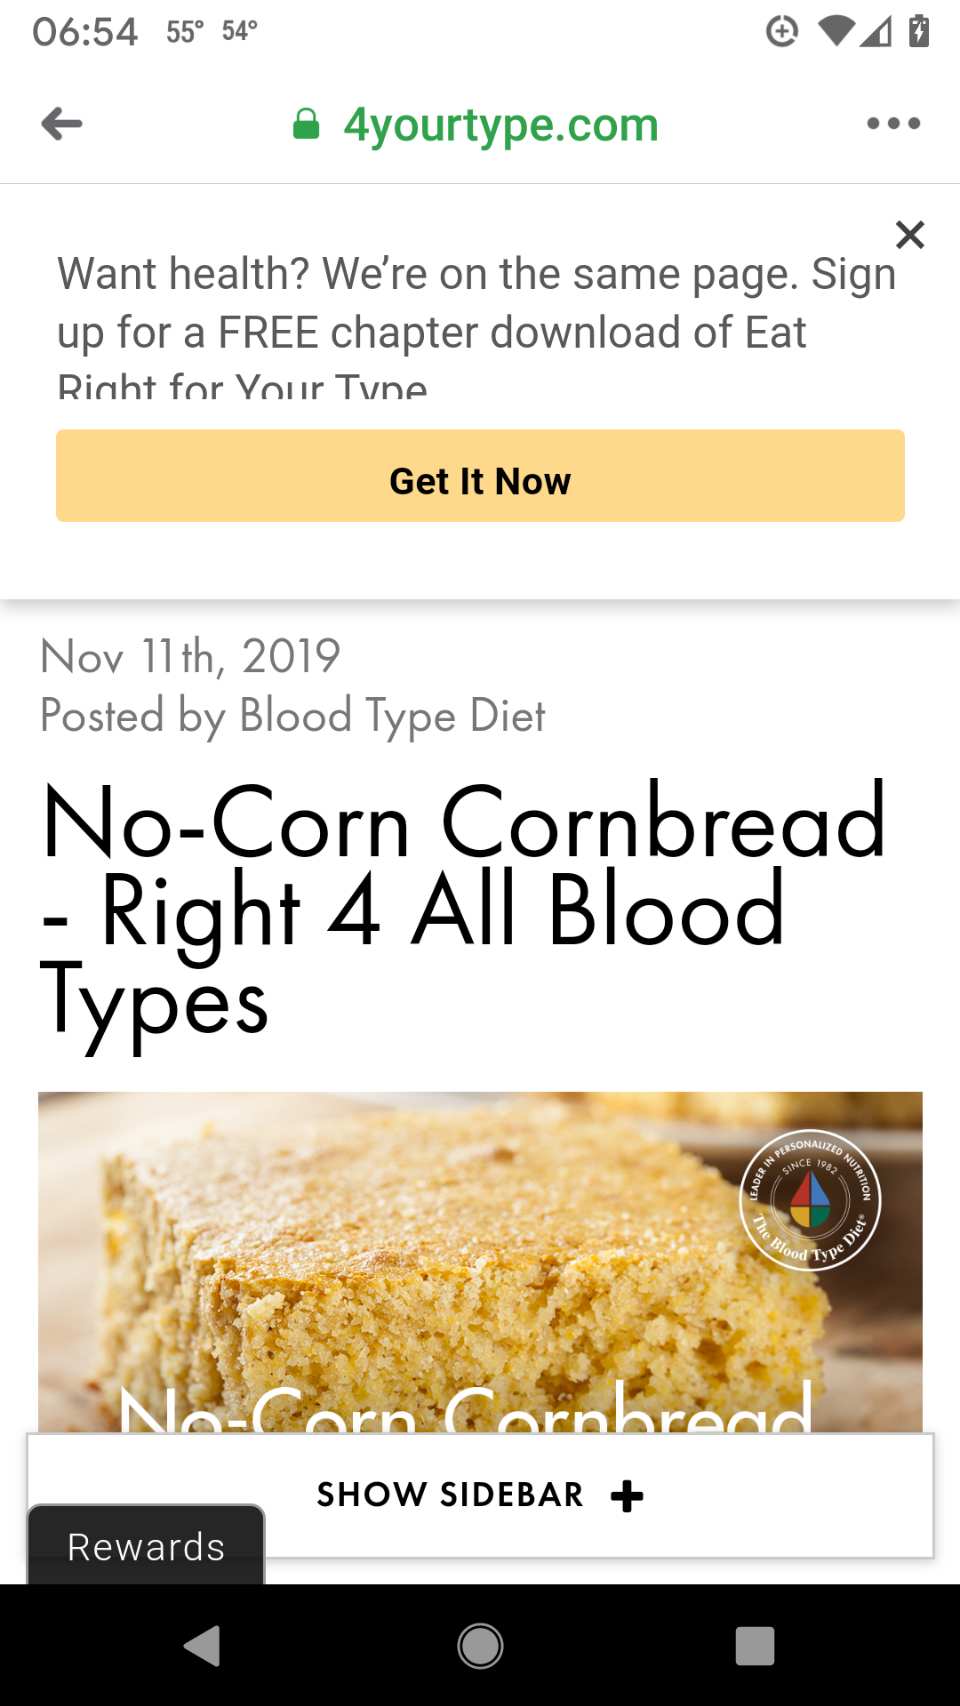 06:54 55° 54°
4yourtype.com
Want health? We’re on the same page. Sign
up for a FREE chapter download of Eat
Right for Your Type
Get It Now
Nov 11th, 2019
Posted by Blood Type Diet
No-Corn Cornbread
- Right 4 All Blood
Types
LEADER IN PERSONALIZED NUTRITION
SINCE 1982
The Blood Type Diet®
No-Corn Cornbread
SHOW SIDEBAR
Rewards